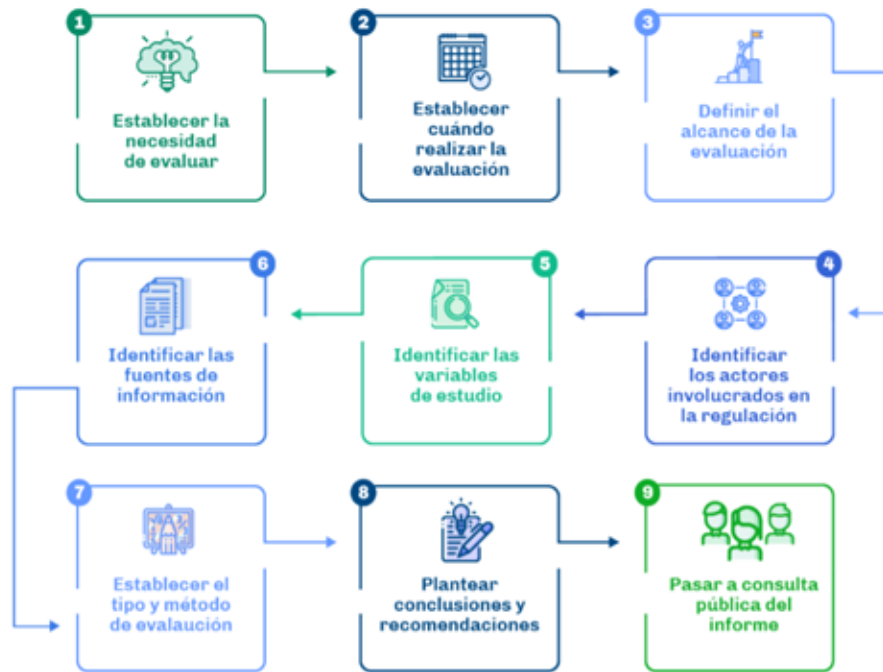 1
Establecer la
necesidad
de evaluar
2
Establecer
cuándo
realizar la
evaluación
3
Definir el
alcance de la
evaluación
4
Identificar
los actores
involucrados en
la regulación
5
Identificar las
variables
de estudio
6
Identificar las
fuentes de
información
7
Establecer el
tipo y método
de evalaución
8
Plantear
conclusiones y
recomendaciones
9
Pasar a consulta
pública del
informe